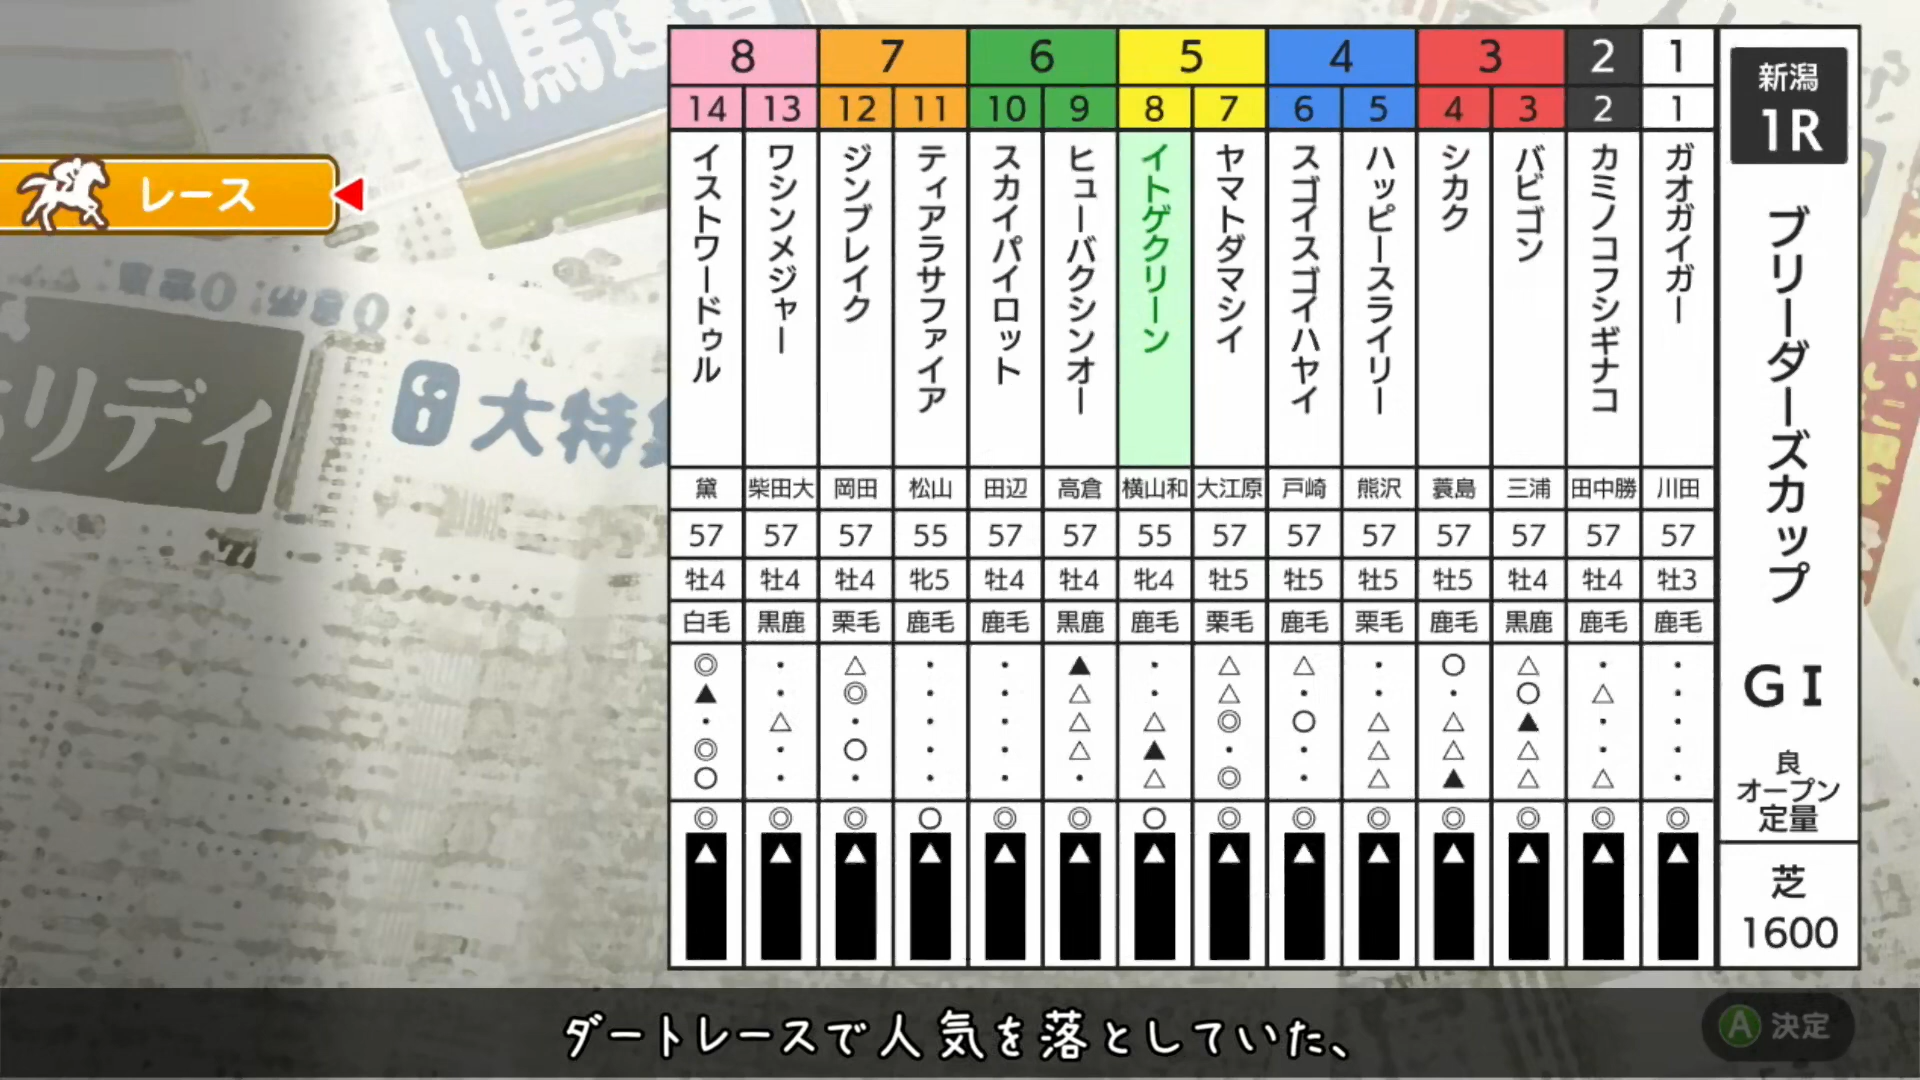 レース
新潟
1R
ブリーダーズカップ
GⅠ
良
オープン
定量
芝
1600
8 7 6 5 4 3 2 1
14 13 12 11 10 9 8 7 6 5 4 3 2 1
イストワードゥル ワシンメジャー ジンブレイク ティアラサファイア スカイパイロット ヒューバクシンオー イトゲクリーン ヤマトダマシイ スゴイスゴイハヤイ ハッピースライリー シカク バビゴン カミノコフシギナコ ガオガイガー
黛 柴田大 岡田 松山 田辺 高倉 横山和 大江原 戸崎 熊沢 蓑島 三浦 田中勝 川田
57 57 57 55 57 57 55 57 57 57 57 57 57 57
牡4 牡4 牡4 牝5 牡4 牡4 牝4 牡5 牡5 牡5 牡5 牡4 牡4 牡3
白毛 黒鹿 栗毛 鹿毛 鹿毛 黒鹿 鹿毛 栗毛 鹿毛 栗毛 鹿毛 黒鹿 鹿毛 鹿毛
◎ ・ △ ・ ・ ▲ ・ △ △ ・ ○ △ ・ ・
▲ ・ ◎ ・ ・ △ ・ △ ・ ・ ・ ○ △ ・
・ △ ・ ・ ・ △ △ ◎ ○ △ △ ▲ ・ ・
◎ ・ ○ ・ ・ △ ▲ ・ ・ △ △ △ ・ ・
○ ・ ・ ・ ・ ・ △ ◎ ・ △ ▲ △ △ ・
◎ ◎ ◎ ○ ◎ ◎ ○ ◎ ◎ ◎ ◎ ◎ ◎ ◎
△ △ △ △ △ △ △ △ △ △ △ △ △ △
リディ
大特
ダートレースで人気を落としていた、
A 決定